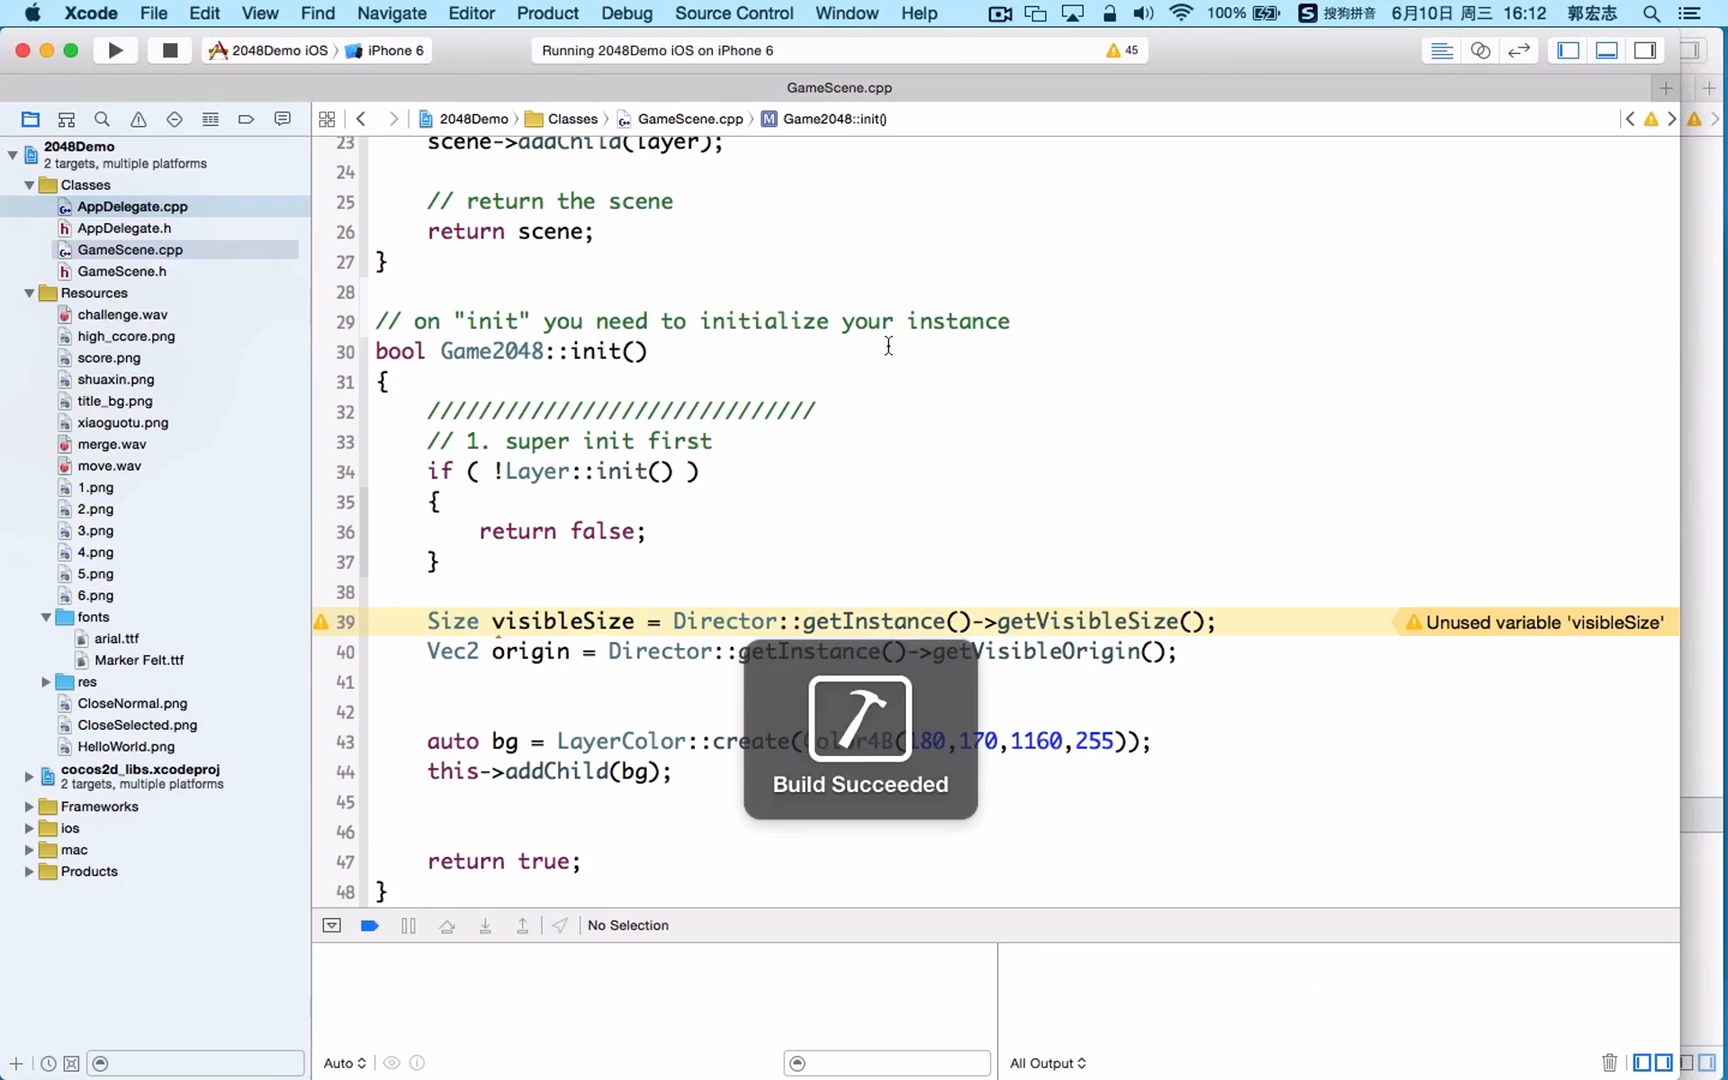 Xcode File Edit View Find Navigate Editor Product Debug Source Control Window Help 100% S 搜狗拼音 6月10日 周三 16:12 郭宏志
2048Demo iOS 〉 iPhone 6
Running 2048Demo iOS on iPhone 6
45
GameScene.cpp
2048Demo 〉 Classes 〉 GameScene.cpp 〉 M Game2048::init()
2048Demo
2 targets, multiple platforms
Classes
AppDelegate.cpp
AppDelegate.h
GameScene.cpp
GameScene.h
Resources
challenge.wav
high_ccore.png
score.png
shuaxin.png
title_bg.png
xiaoguotu.png
merge.wav
move.wav
1.png
2.png
3.png
4.png
5.png
6.png
fonts
arial.ttf
Marker Felt.ttf
res
CloseNormal.png
CloseSelected.png
HelloWorld.png
cocos2d_libs.xcodeproj
2 targets, multiple platforms
Frameworks
ios
mac
Products
23 scene->addChild(layer);
24
25 // return the scene
26 return scene;
27 }
28
29 // on "init" you need to initialize your instance
30 bool Game2048::init()
31 {
32 //////////////////////////////
33 // 1. super init first
34 if ( !Layer::init() )
35 {
36 return false;
37 }
38
39 Size visibleSize = Director::getInstance()->getVisibleSize();
Unused variable 'visibleSize'
40 Vec2 origin = Director::getInstance()->getVisibleOrigin();
41
42
43 auto bg = LayerColor::create(Color4B(180,170,1160,255));
44 this->addChild(bg);
45
46
47 return true;
48 }
Build Succeeded
No Selection
Auto
All Output